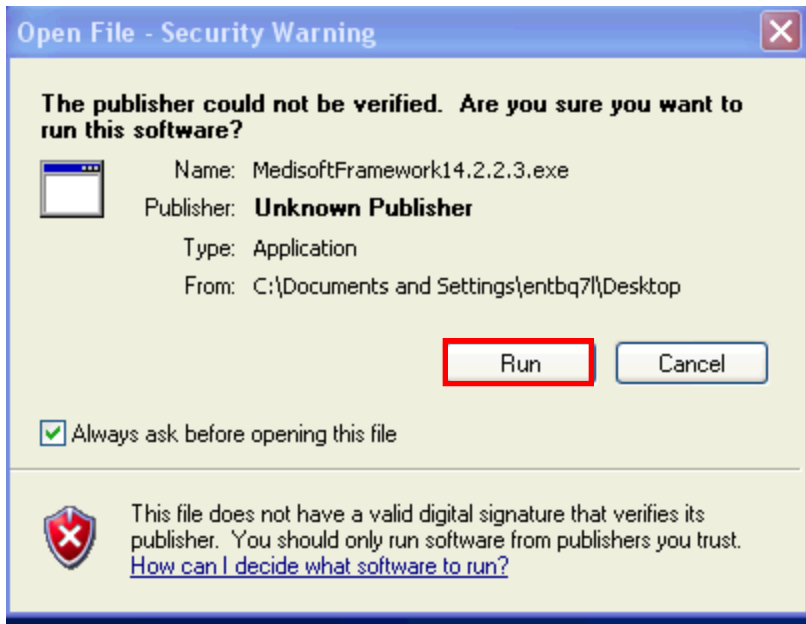 Open File - Security Warning
The publisher could not be verified.  Are you sure you want to
run this software?
Name: MedisoftFramework14.2.2.3.exe
Publisher: Unknown Publisher
Type: Application
From: C:\Documents and Settings\entbq7l\Desktop
Run Cancel
Always ask before opening this file
This file does not have a valid digital signature that verifies its
publisher.  You should only run software from publishers you trust.
How can I decide what software to run?